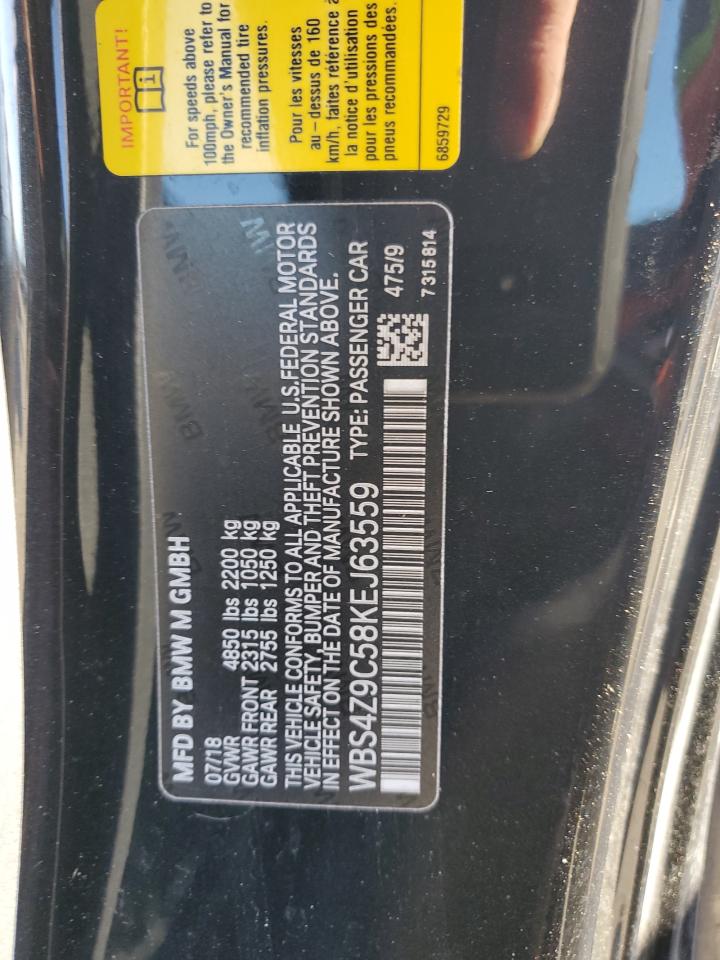 IMPORTANT!
For speeds above
100mph, please refer to
the Owner's Manual for
recommended tire
inflation pressures.
Pour les vitesses
au-dessus de 160
km/h, faites référence à
la notice d'utilisation
pour les pressions des
pneus recommandées.
6859729
MFD BY BMW M GMBH
07/18
GVWR 4850 lbs 2200 kg
GAWR FRONT 2315 lbs 1050 kg
GAWR REAR 2755 lbs 1250 kg
THIS VEHICLE CONFORMS TO ALL APPLICABLE U.S. FEDERAL MOTOR
VEHICLE SAFETY, BUMPER AND THEFT PREVENTION STANDARDS
IN EFFECT ON THE DATE OF MANUFACTURE SHOWN ABOVE.
WBS4Z9C58KEJ63559 TYPE: PASSENGER CAR
475/9
7315814